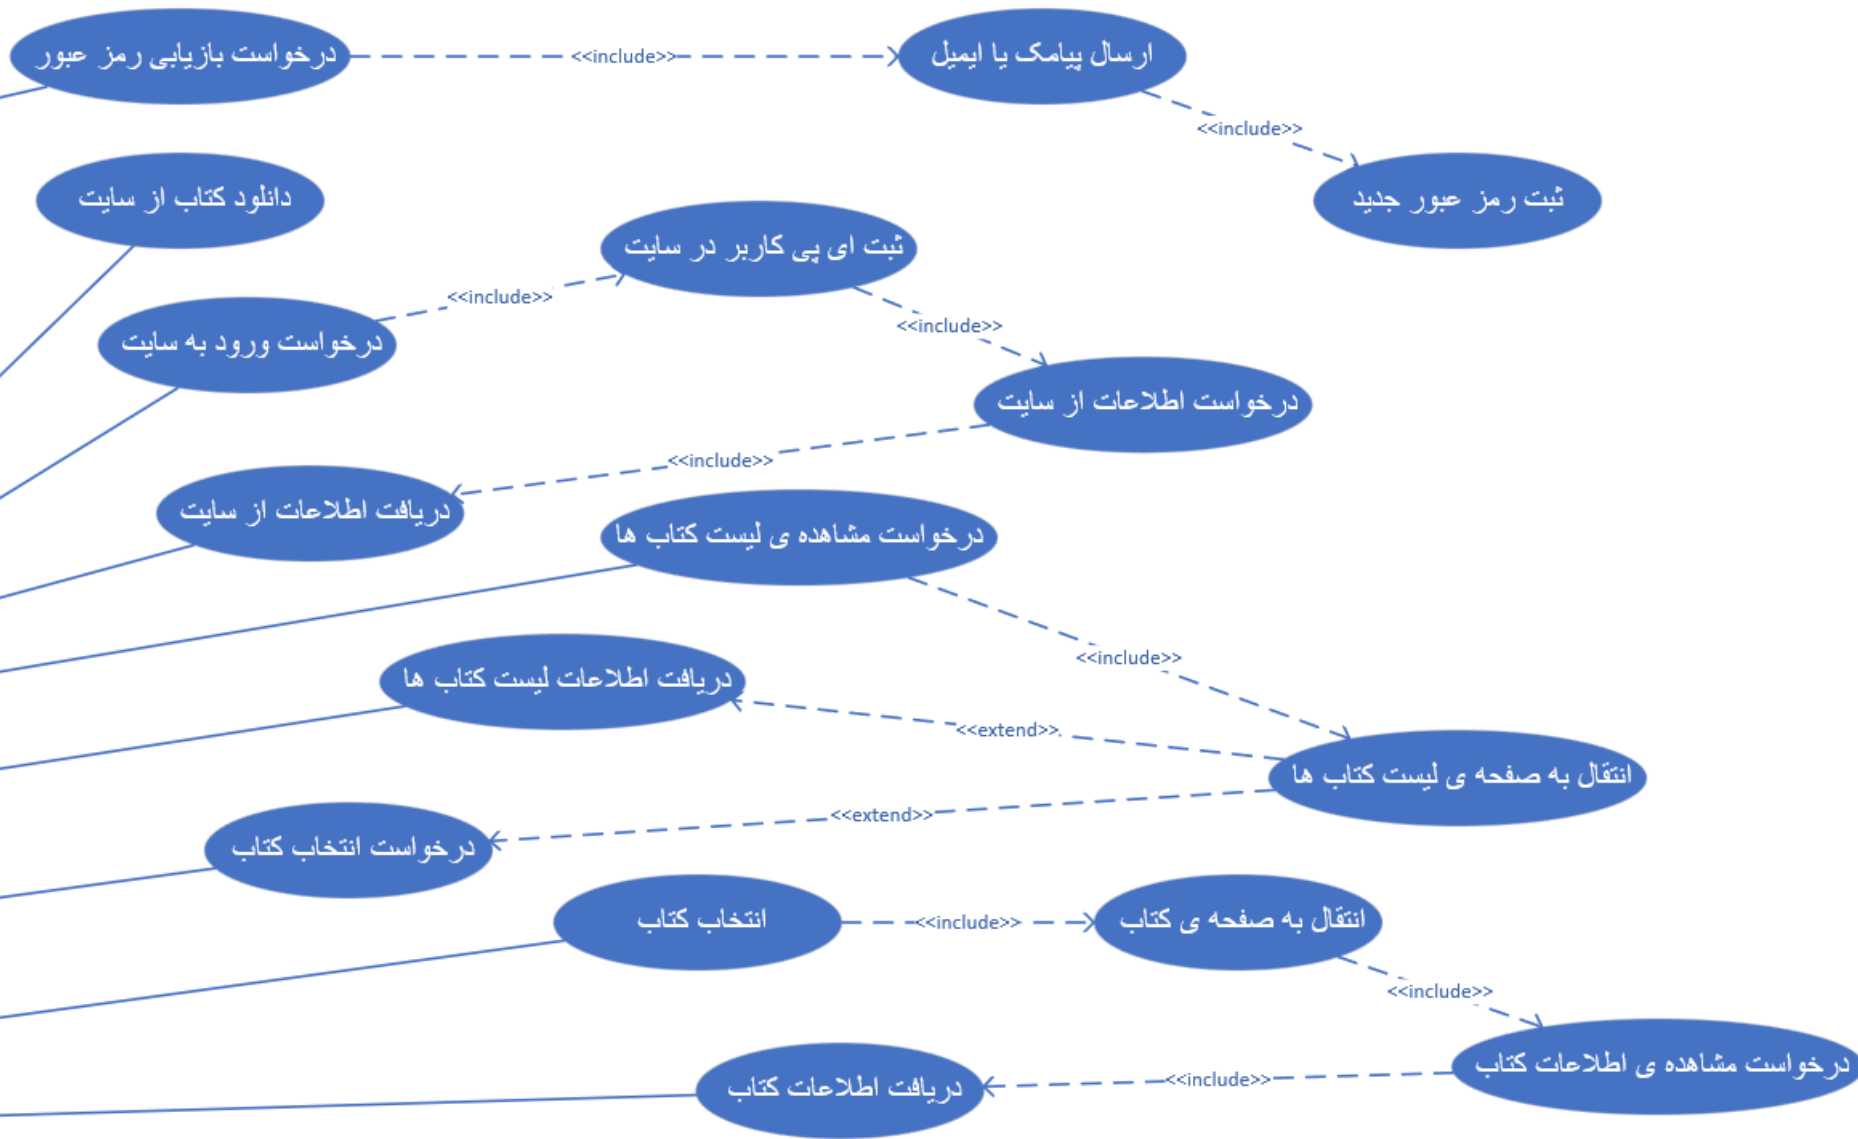 درخواست بازیابی رمز عبور
<<include>>
ارسال پیامک یا ایمیل
<<include>>
ثبت رمز عبور جدید
دانلود کتاب از سایت
ثبت ای پی کاربر در سایت
<<include>>
درخواست ورود به سایت
<<include>>
درخواست اطلاعات از سایت
<<include>>
دریافت اطلاعات از سایت
درخواست مشاهده ی لیست کتاب ها
<<include>>
دریافت اطلاعات لیست کتاب ها
<<extend>>
انتقال به صفحه ی لیست کتاب ها
<<extend>>
درخواست انتخاب کتاب
انتخاب کتاب
<<include>>
انتقال به صفحه ی کتاب
<<include>>
درخواست مشاهده ی اطلاعات کتاب
<<include>>
دریافت اطلاعات کتاب